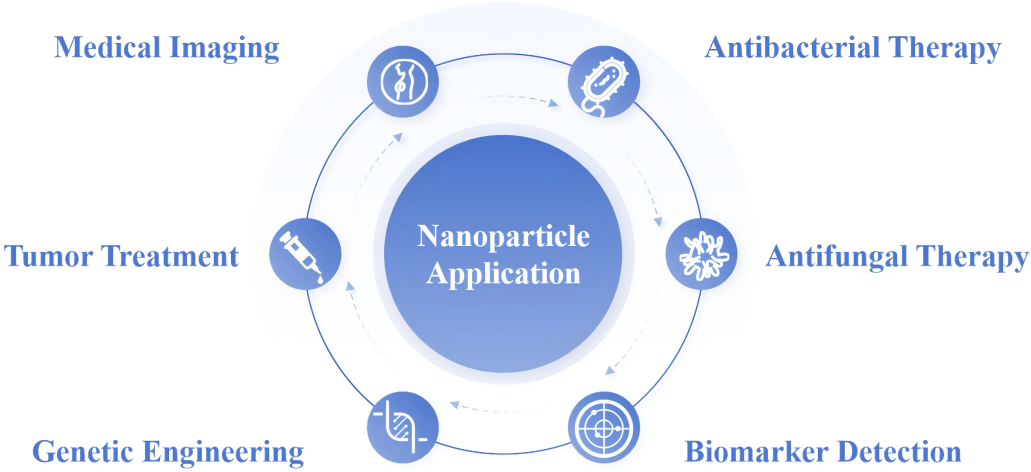 Medical Imaging
Antibacterial Therapy
Nanoparticle
Application
Tumor Treatment
Antifungal Therapy
Genetic Engineering
Biomarker Detection